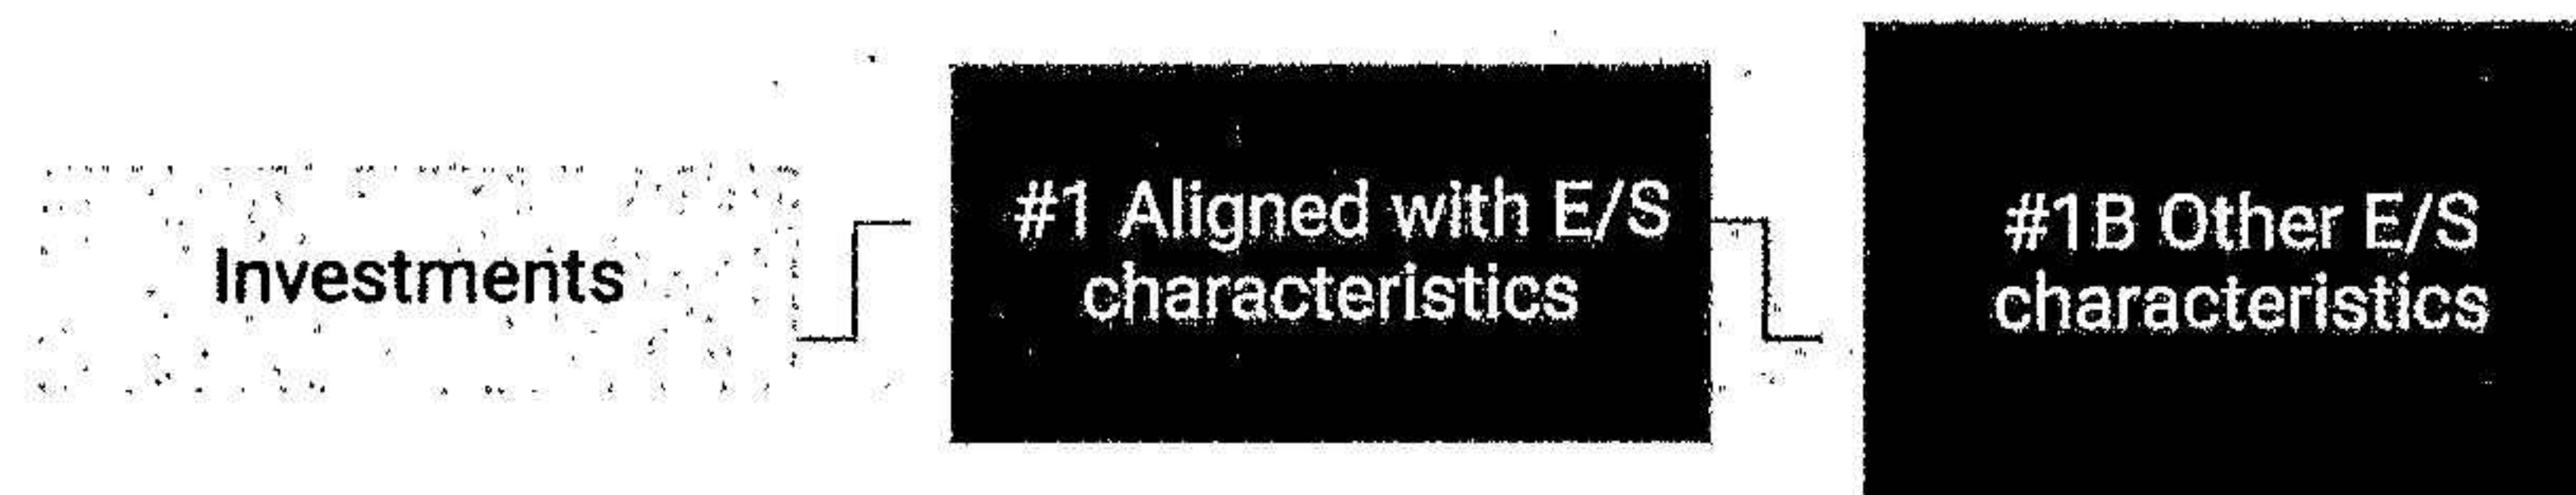 Investments
#1 Aligned with E/S
characteristics
#1B Other E/S
characteristics